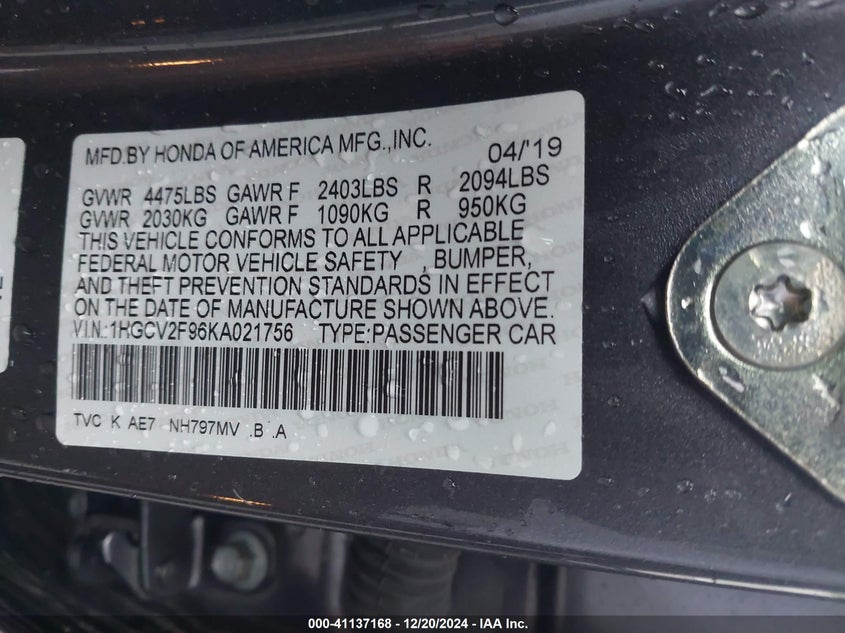 MFD.BY HONDA OF AMERICA MFG.,INC. 04/'19
GVWR 4475LBS GAWR F 2403LBS R 2094LBS
GVWR 2030KG GAWR F 1090KG R 950KG
THIS VEHICLE CONFORMS TO ALL APPLICABLE
FEDERAL MOTOR VEHICLE SAFETY , BUMPER,
AND THEFT PREVENTION STANDARDS IN EFFECT
ON THE DATE OF MANUFACTURE SHOWN ABOVE.
V.I.N.:1HGCV2F96KA021756 TYPE:PASSENGER CAR
TVC K AE7 NH797MV .B .A
000-41137168 - 12/20/2024 - IAA Inc.